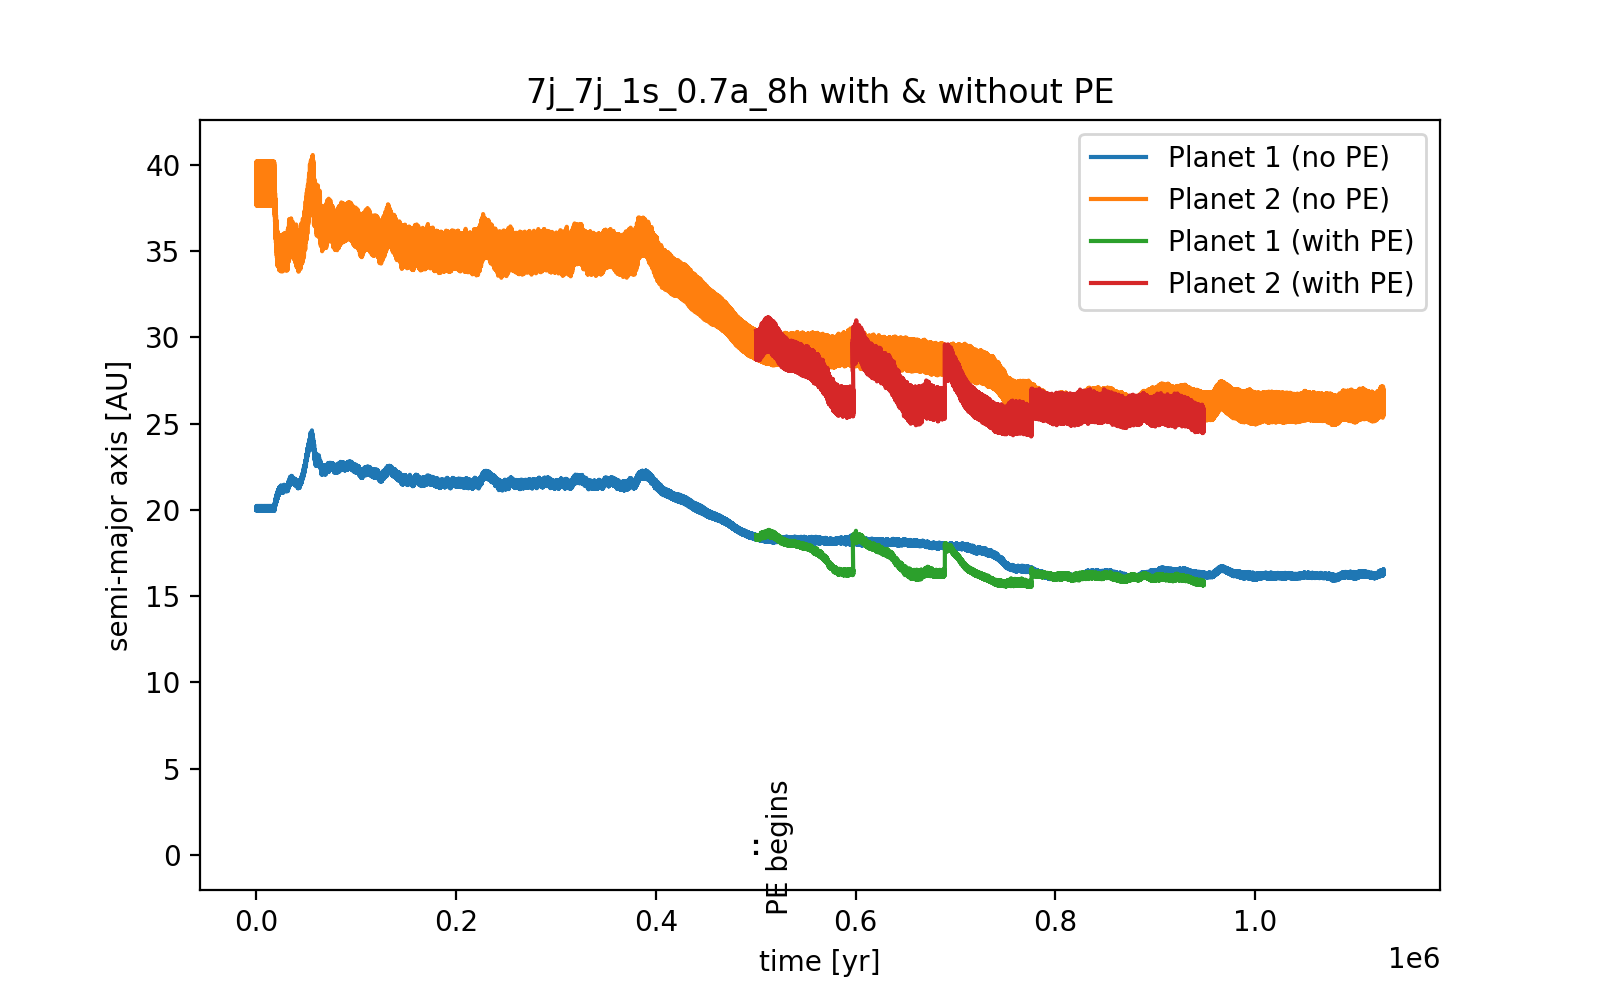 7j_7j_1s_0.7a_8h with & without PE
Planet 1 (no PE)
Planet 2 (no PE)
Planet 1 (with PE)
Planet 2 (with PE)
semi-major axis [AU]
40
35
30
25
20
15
10
5
0
PE begins
0.0
0.2
0.4
0.6
0.8
1.0
time [yr]
1e6